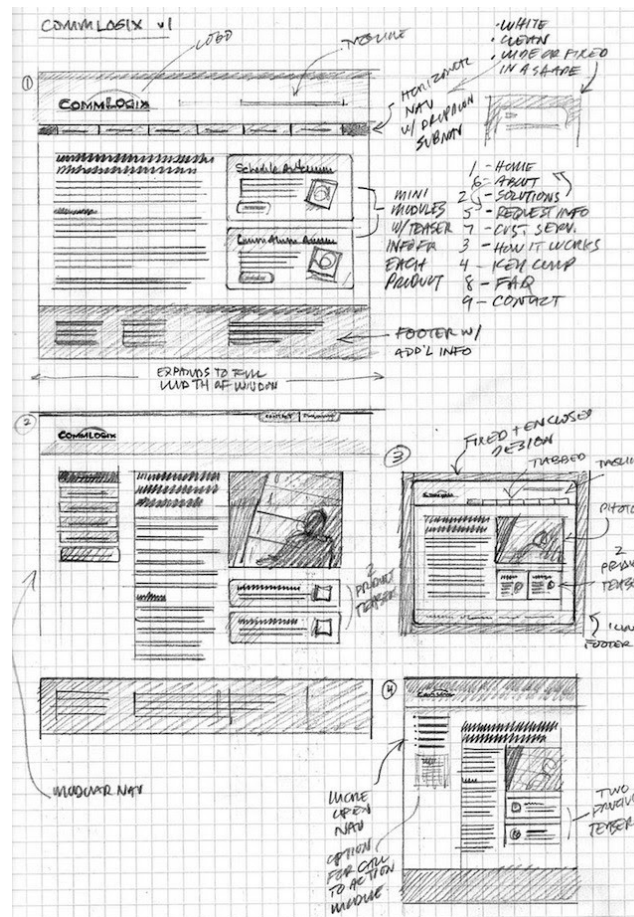 COMMLOGIX v1
LOGO
TAGLINE
• WHITE
• CLEAN
• WIDE OR FIXED
IN A SHAPE
①
COMMLOGIX
HORIZONTAL
NAV
W/ DROPDOWN
SUBNAV
MINI
MODULES
W/TEASER
INFO FOR
EACH
PRODUCT
1 - HOME
6 - ABOUT
2 - SOLUTIONS
5 - REQUEST INFO
7 - CUST. SERV.
3 - HOW IT WORKS
4 - KEY COMP
8 - FAQ
9 - CONTACT
FOOTER W/
ADD'L INFO
EXPANDS TO FULL
WIDTH OF WINDOW
②
COMMLOGIX
2
PRODUCT
TEASER
MODULAR NAV
③
FIXED + ENCLOSED
DESIGN
TABBED
PHOTO
2
FOOTER
④
MORE
OPEN
NAV
OPTION
FOR CALL
TO ACTION
MODULE
TWO